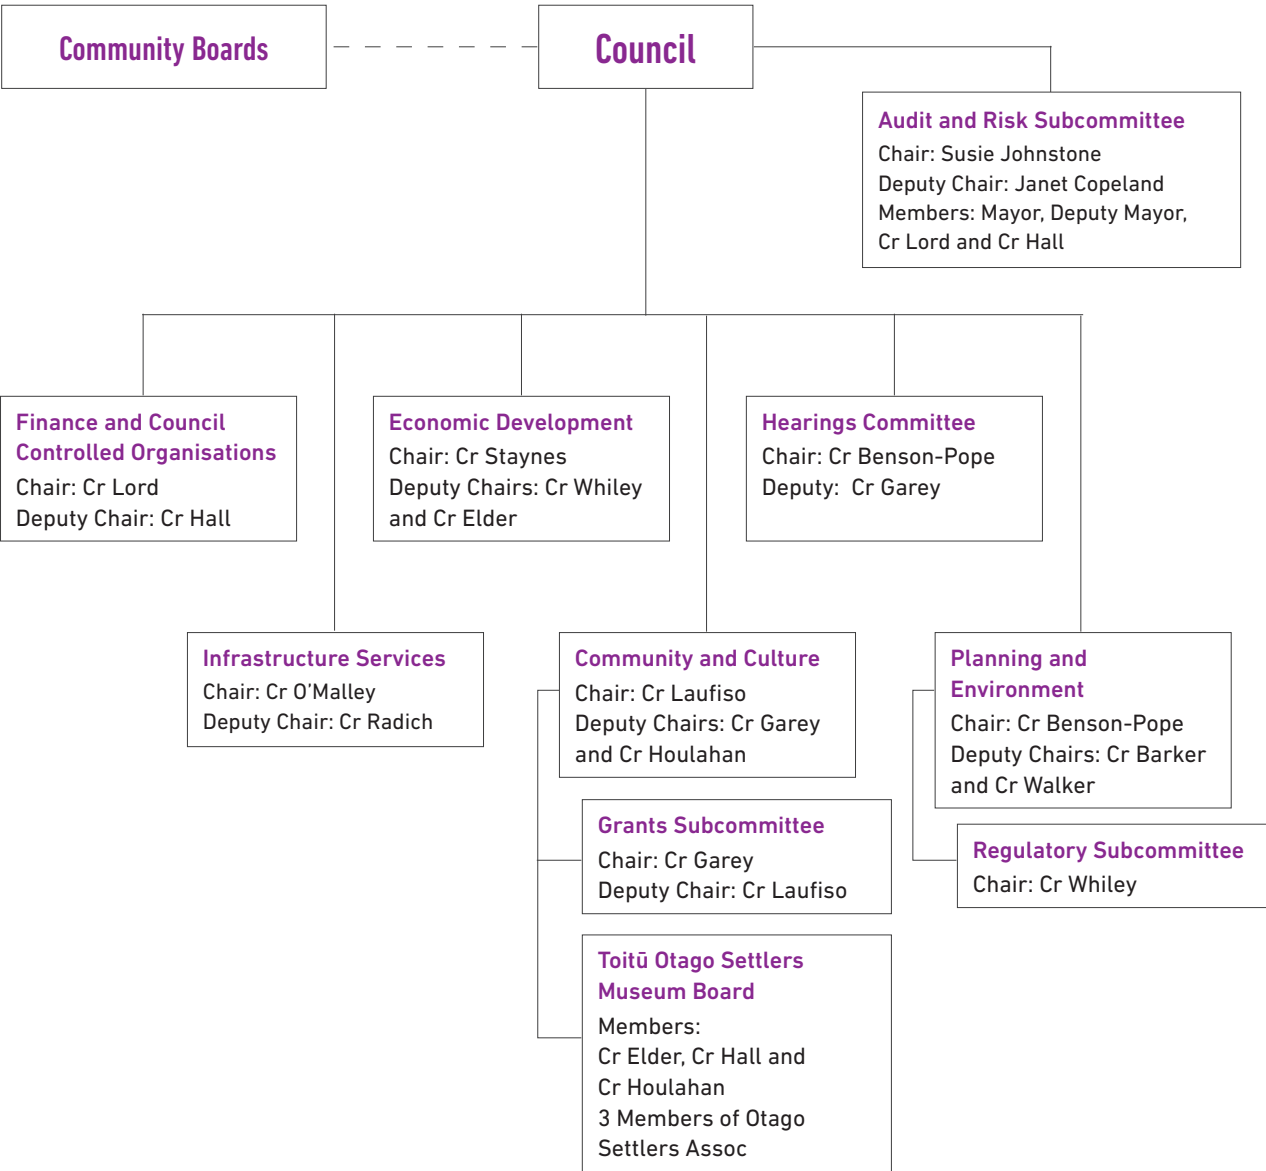 Community Boards
Council
Audit and Risk Subcommittee
Chair: Susie Johnstone
Deputy Chair: Janet Copeland
Members: Mayor, Deputy Mayor,
Cr Lord and Cr Hall
Finance and Council
Controlled Organisations
Chair: Cr Lord
Deputy Chair: Cr Hall
Economic Development
Chair: Cr Staynes
Deputy Chairs: Cr Whiley
and Cr Elder
Hearings Committee
Chair: Cr Benson-Pope
Deputy: Cr Garey
Infrastructure Services
Chair: Cr O’Malley
Deputy Chair: Cr Radich
Community and Culture
Chair: Cr Laufiso
Deputy Chairs: Cr Garey
and Cr Houlahan
Planning and
Environment
Chair: Cr Benson-Pope
Deputy Chairs: Cr Barker
and Cr Walker
Grants Subcommittee
Chair: Cr Garey
Deputy Chair: Cr Laufiso
Regulatory Subcommittee
Chair: Cr Whiley
Toitū Otago Settlers
Museum Board
Members:
Cr Elder, Cr Hall and
Cr Houlahan
3 Members of Otago
Settlers Assoc